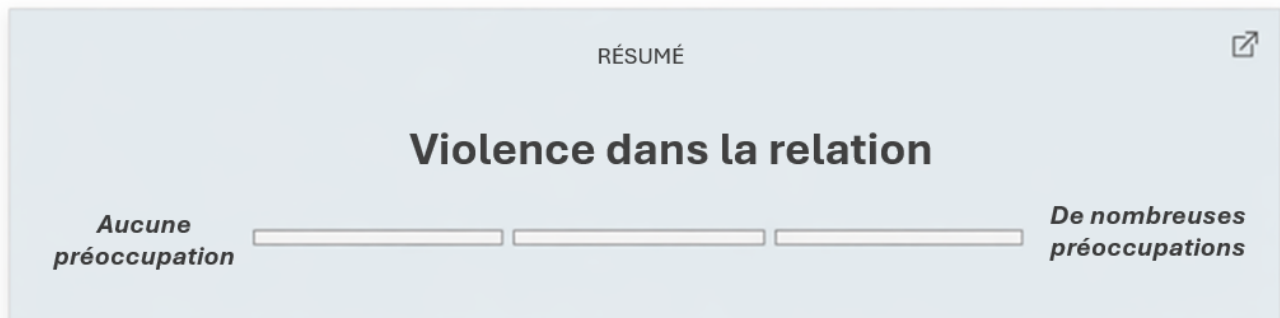 RÉSUMÉ
Violence dans la relation
Aucune
préoccupation
De nombreuses
préoccupations